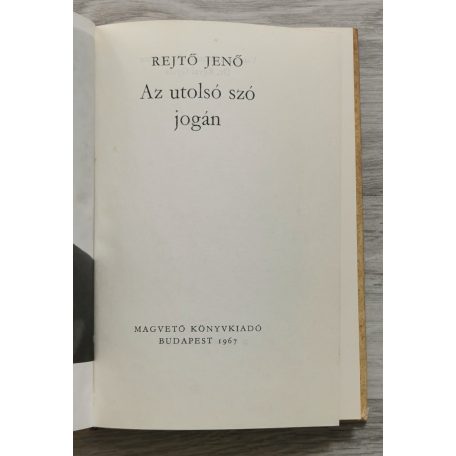 REJTŐ JENŐ
Az utolsó szó
jogán
MAGVETŐ KÖNYVKIADÓ
BUDAPEST 1967